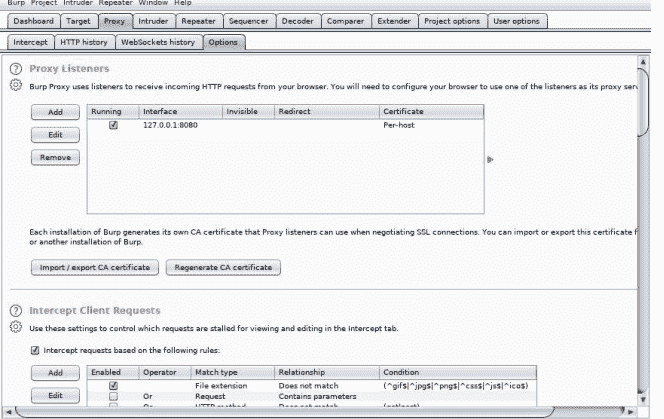 Burp Project Intruder Repeater Window Help
Dashboard Target Proxy Intruder Repeater Sequencer Decoder Comparer Extender Project options User options
Intercept HTTP history WebSockets history Options
Proxy Listeners
Burp Proxy uses listeners to receive incoming HTTP requests from your browser. You will need to configure your browser to use one of the listeners as its proxy serv
Add Running Interface Invisible Redirect Certificate
127.0.0.1:8080 Per-host
Edit
Remove
Each installation of Burp generates its own CA certificate that Proxy listeners can use when negotiating SSL connections. You can import or export this certificate f
or another installation of Burp.
Import / export CA certificate Regenerate CA certificate
Intercept Client Requests
Use these settings to control which requests are stalled for viewing and editing in the Intercept tab.
Intercept requests based on the following rules:
Add Enabled Operator Match type Relationship Condition
File extension Does not match (^gif$|^jpg$|^png$|^css$|^js$|^ico$)
Edit Or Request Contains parameters
Or HTTP method Does not match (get|post)